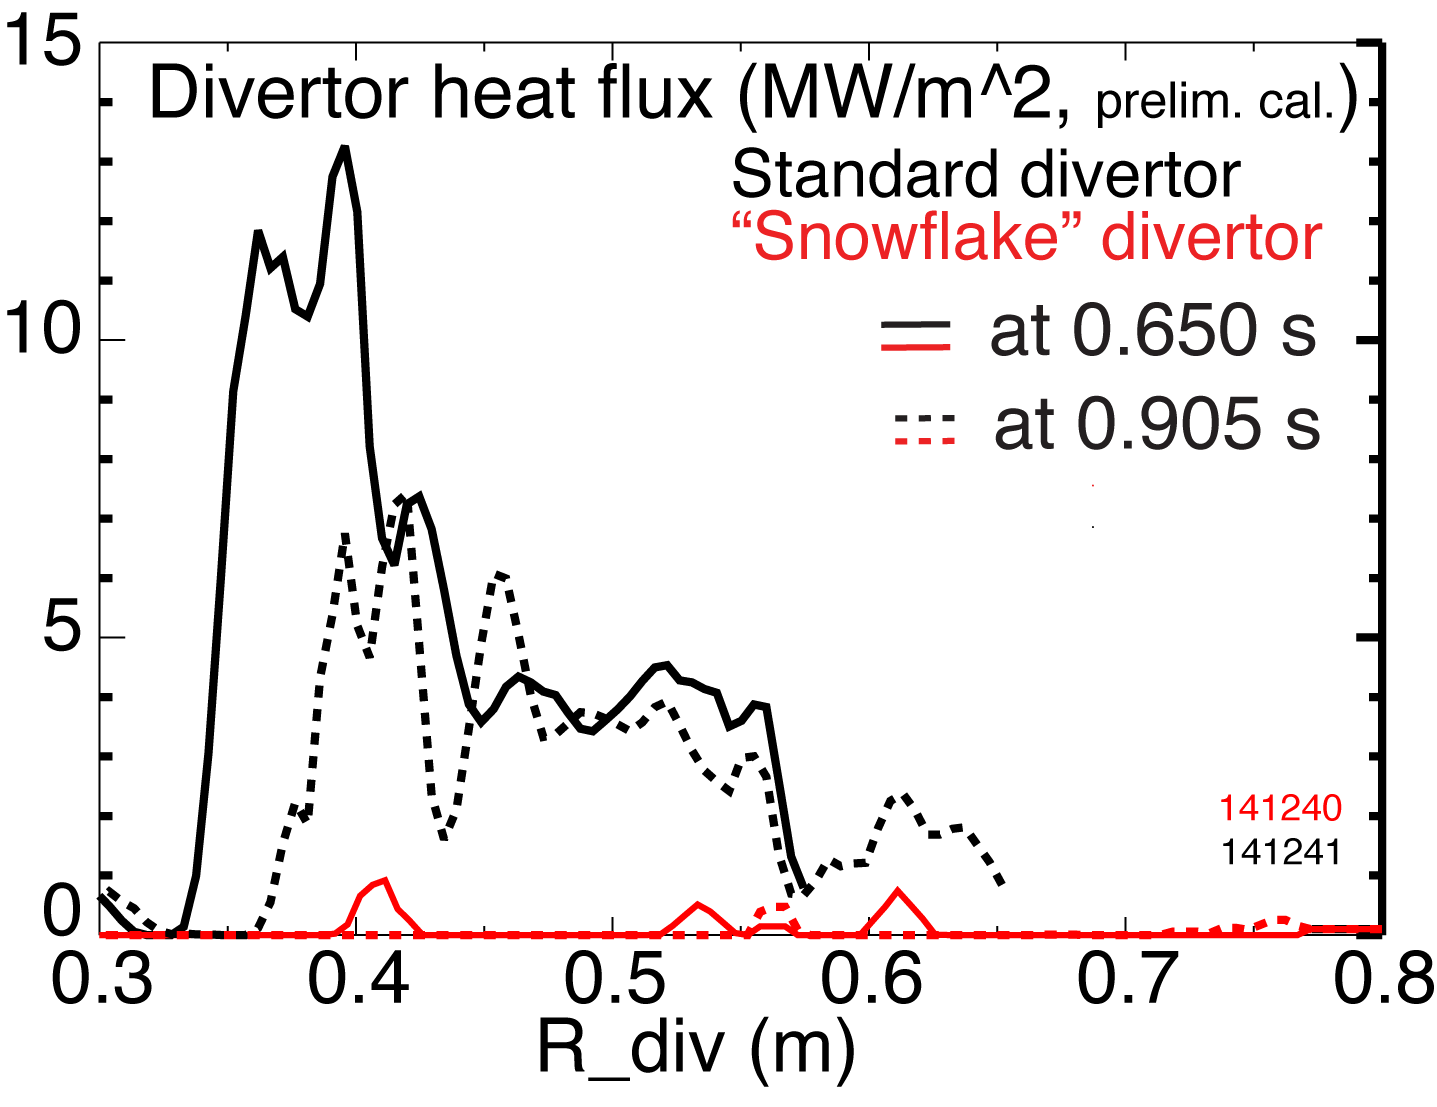 15
Divertor heat flux (MW/m^2, prelim. cal.)
Standard divertor
“Snowflake” divertor
10
at 0.650 s
at 0.905 s
5
141240
141241
0
0.3 0.4 0.5 0.6 0.7 0.8
R_div (m)